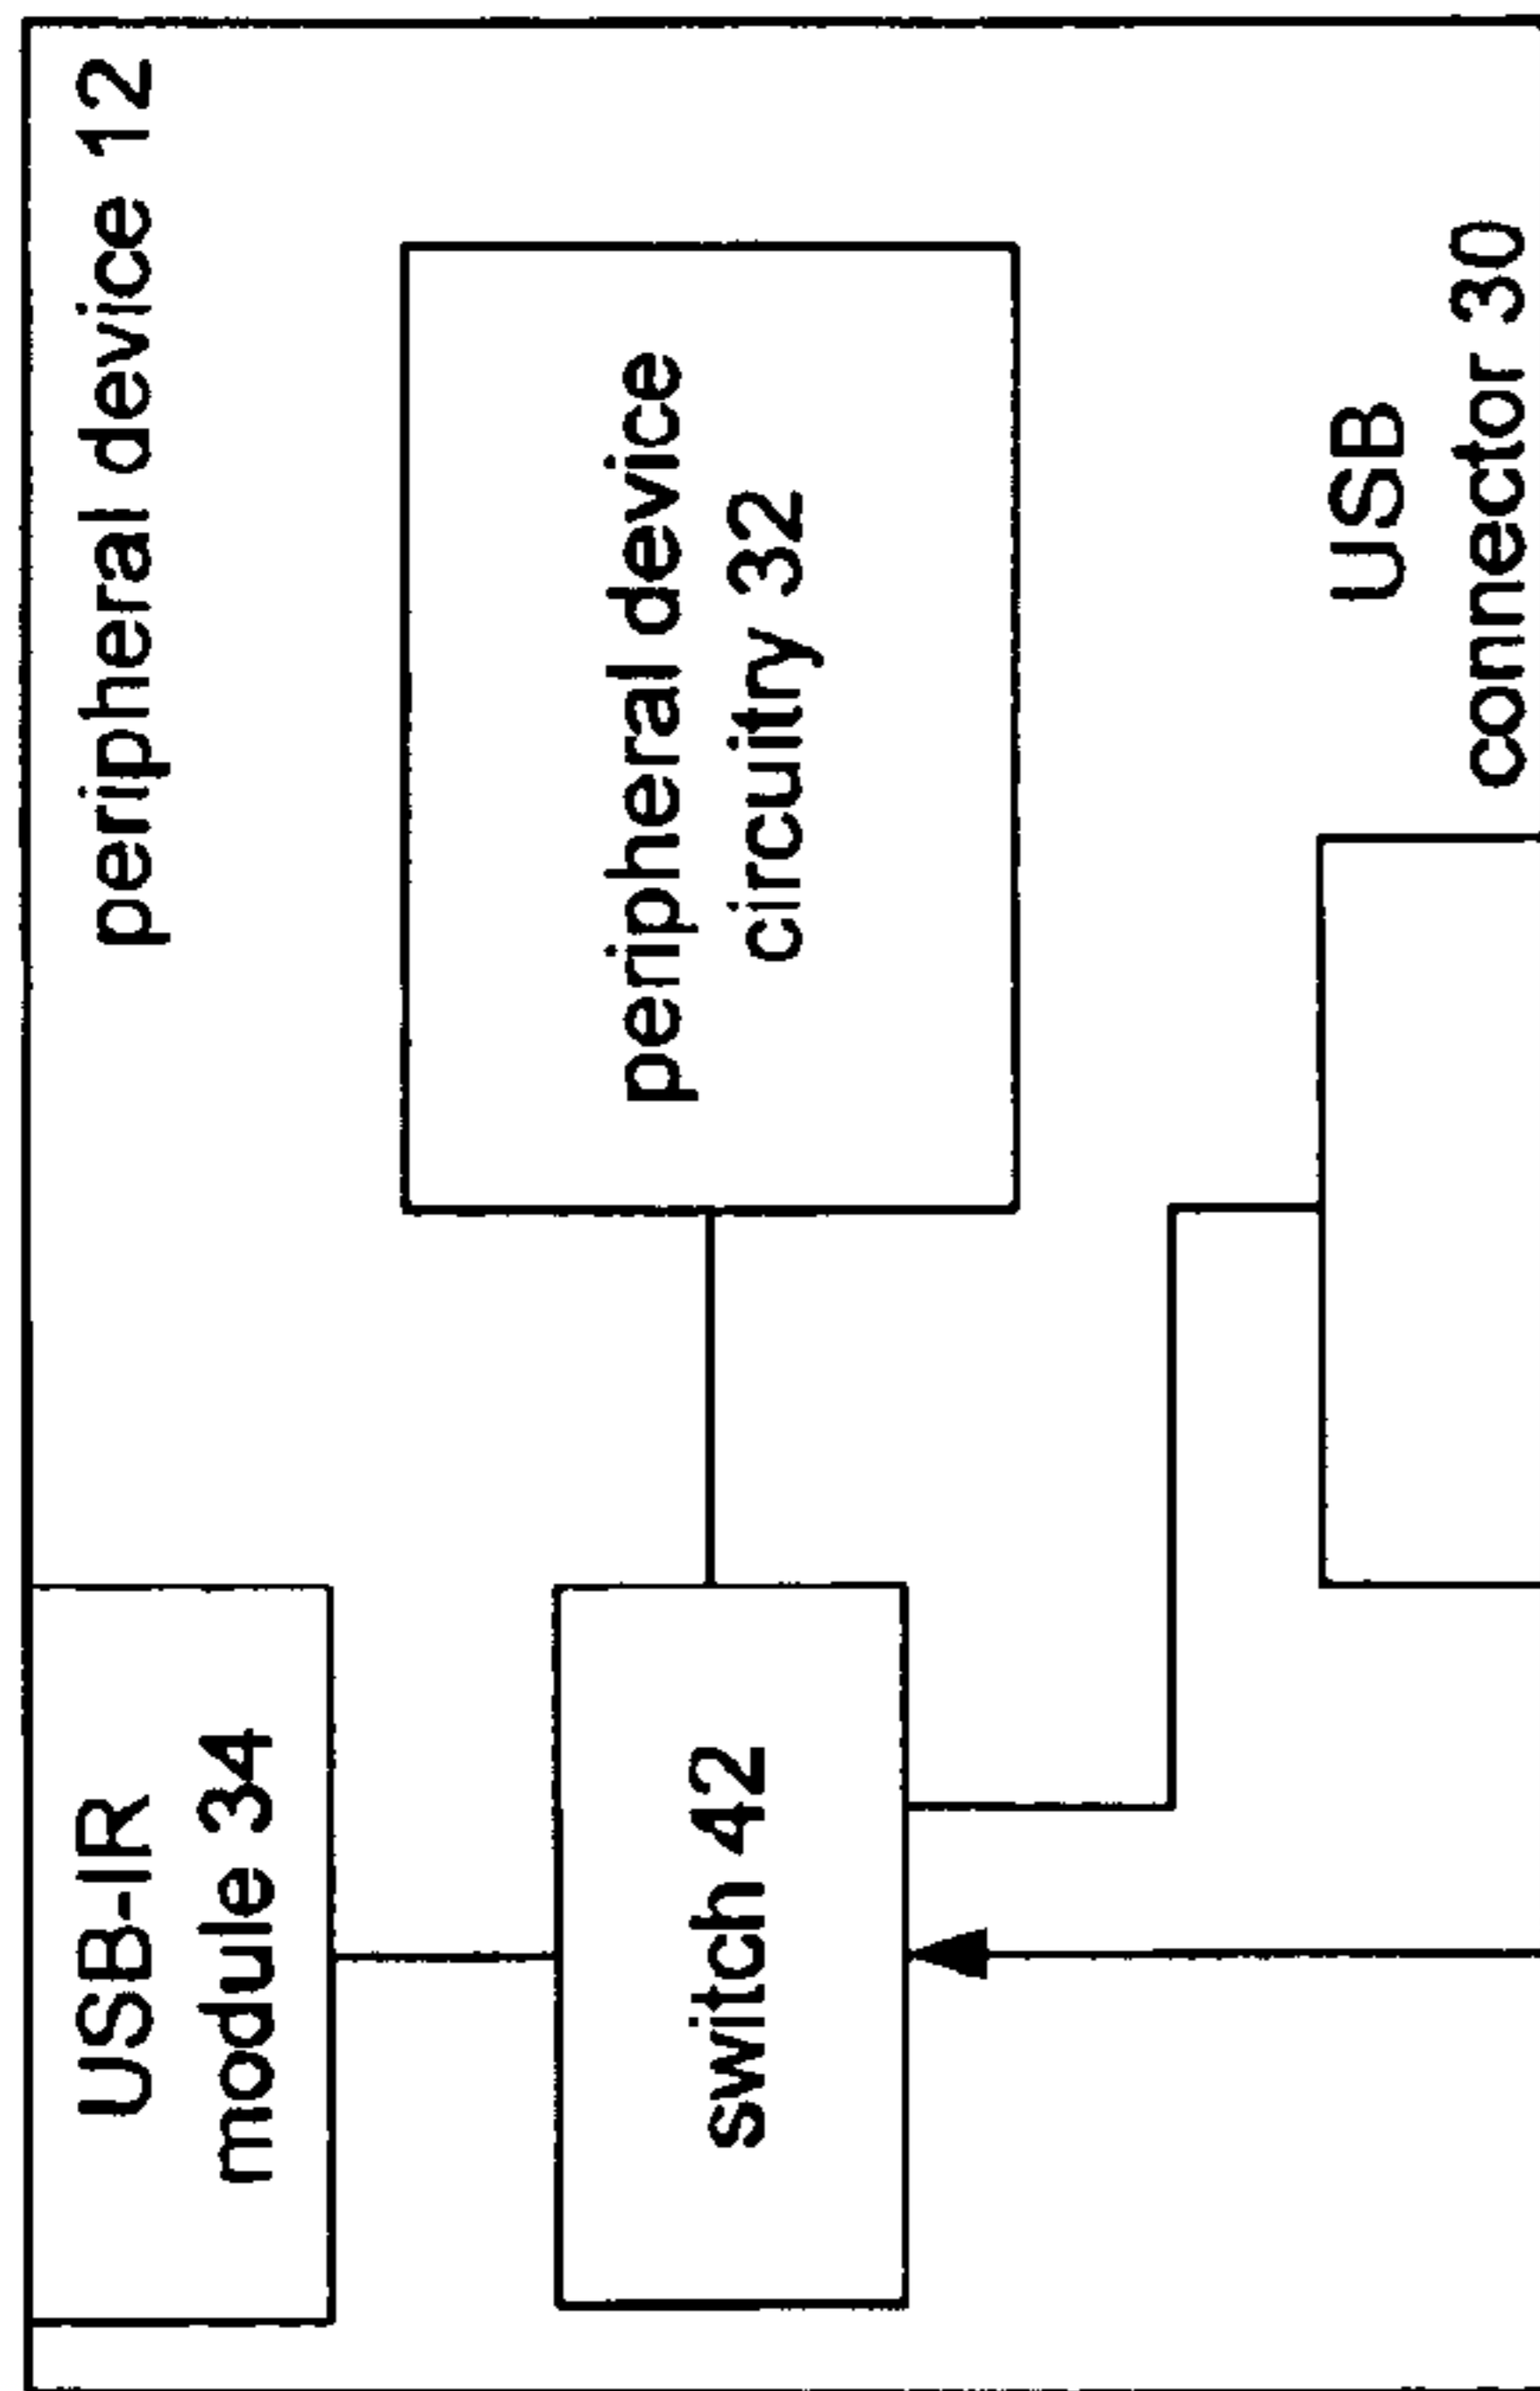 peripheral device 12
USB-IR
module 34
peripheral device
circuitry 32
switch 42
USB
connector 30